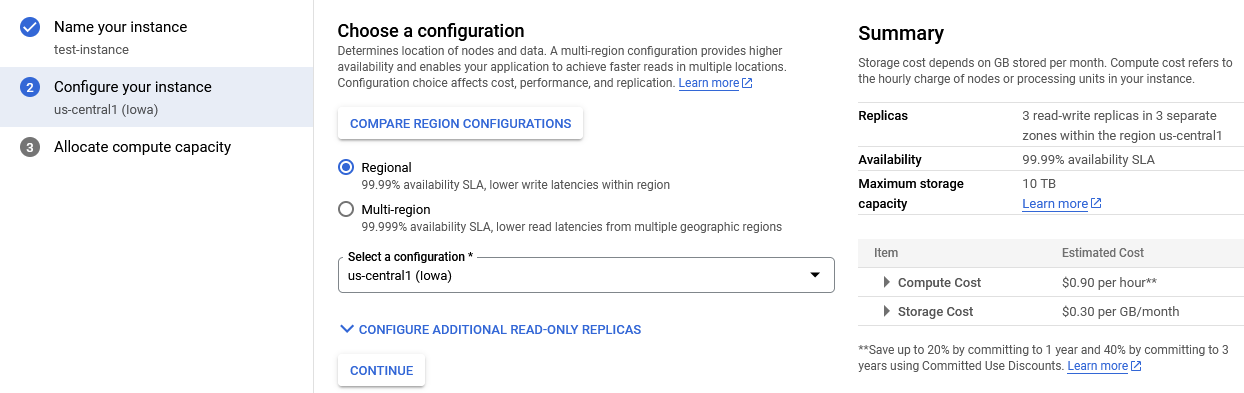 Name your instance
test-instance
2
Configure your instance
us-central1 (Iowa)
3
Allocate compute capacity
Choose a configuration
Determines location of nodes and data. A multi-region configuration provides higher
availability and enables your application to achieve faster reads in multiple locations.
Configuration choice affects cost, performance, and replication. Learn more
COMPARE REGION CONFIGURATIONS
Regional
99.99% availability SLA, lower write latencies within region
Multi-region
99.999% availability SLA, lower read latencies from multiple geographic regions
Select a configuration *
us-central1 (Iowa)
CONFIGURE ADDITIONAL READ-ONLY REPLICAS
CONTINUE
Summary
Storage cost depends on GB stored per month. Compute cost refers to
the hourly charge of nodes or processing units in your instance.
Replicas 3 read-write replicas in 3 separate
zones within the region us-central1
Availability 99.99% availability SLA
Maximum storage 10 TB
capacity Learn more
Item Estimated Cost
Compute Cost $0.90 per hour**
Storage Cost $0.30 per GB/month
**Save up to 20% by committing to 1 year and 40% by committing to 3
years using Committed Use Discounts. Learn more